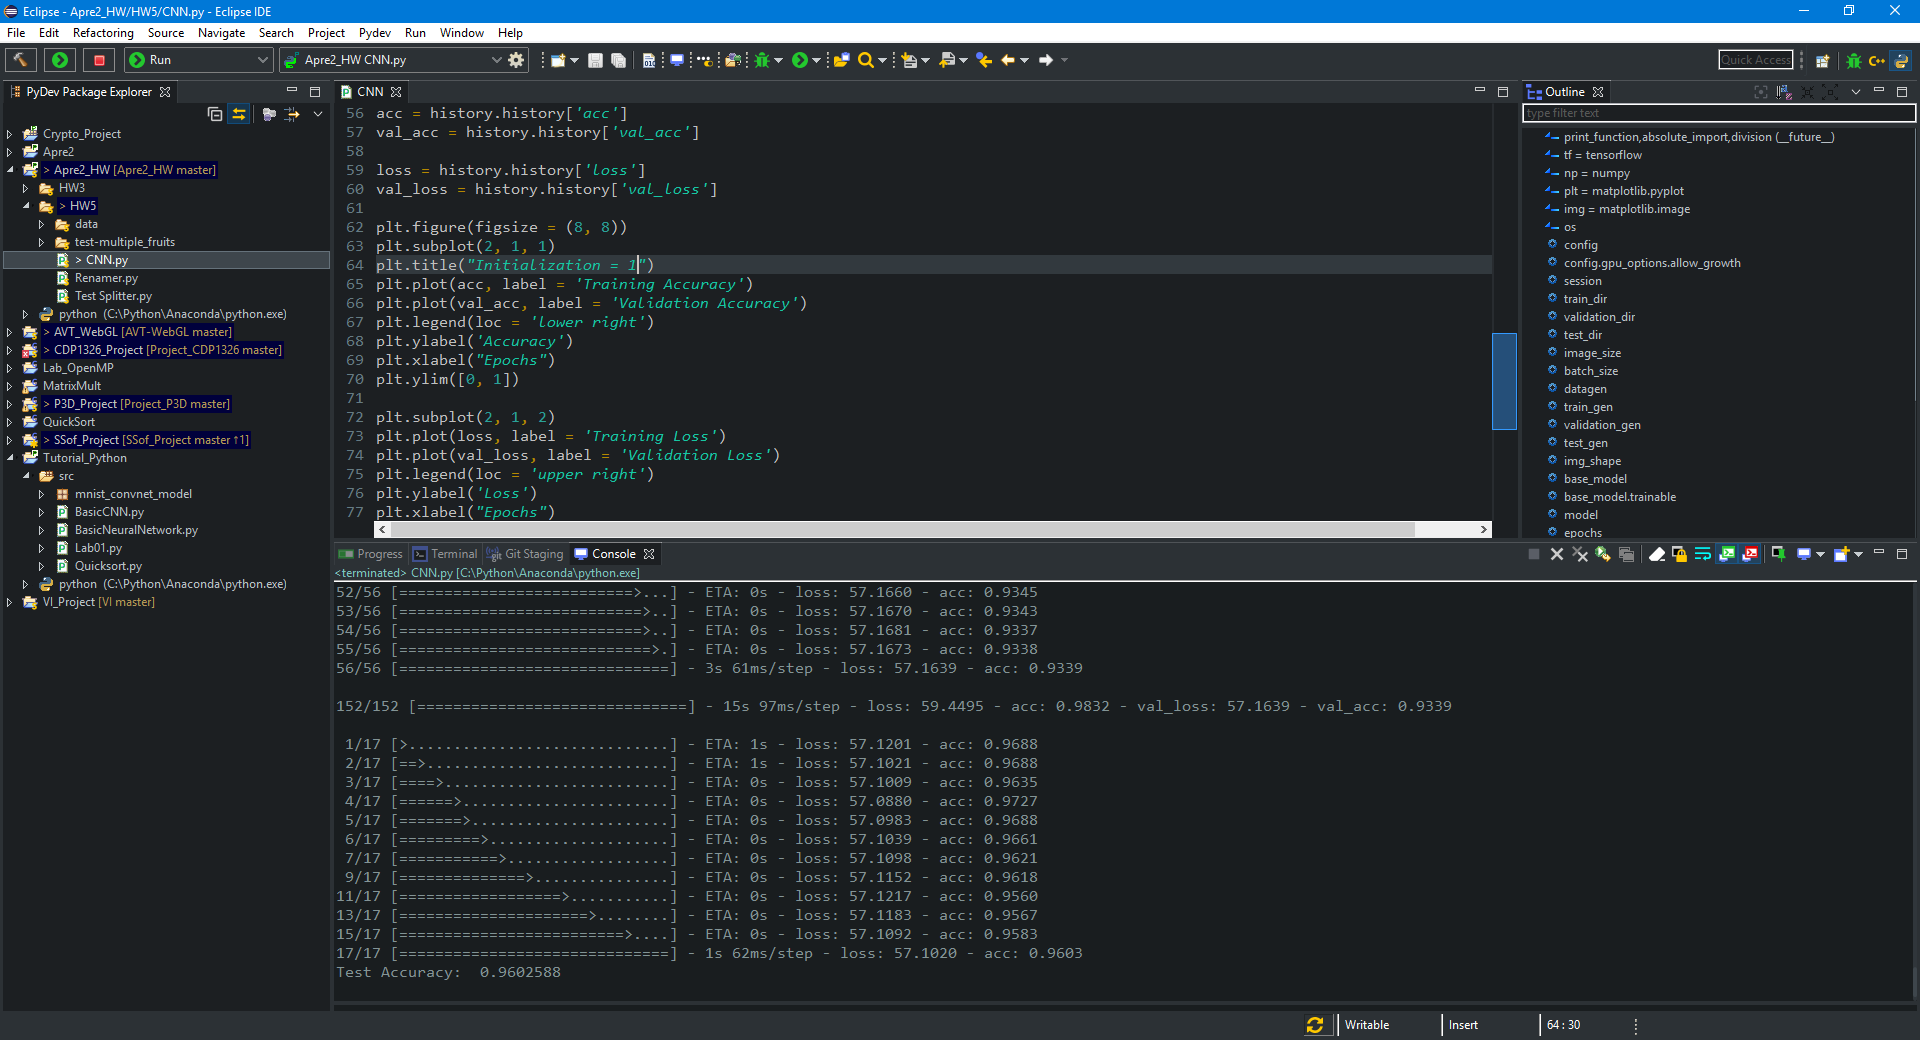 Eclipse - Apre2_HW/HW5/CNN.py - Eclipse IDE
File Edit Refactoring Source Navigate Search Project Pydev Run Window Help
Run
Apre2_HW CNN.py
Quick Access
PyDev Package Explorer
Crypto_Project
Apre2
> Apre2_HW [Apre2_HW master]
HW3
> HW5
data
test-multiple_fruits
> CNN.py
Renamer.py
Test Splitter.py
python (C:\Python\Anaconda\python.exe)
> AVT_WebGL [AVT-WebGL master]
> CDP1326_Project [Project_CDP1326 master]
Lab_OpenMP
MatrixMult
> P3D_Project [Project_P3D master]
QuickSort
> SSof_Project [SSof_Project master ↑1]
Tutorial_Python
src
mnist_convnet_model
BasicCNN.py
BasicNeuralNetwork.py
Lab01.py
Quicksort.py
python (C:\Python\Anaconda\python.exe)
VI_Project [VI master]
CNN
56 acc = history.history['acc']
57 val_acc = history.history['val_acc']
58
59 loss = history.history['loss']
60 val_loss = history.history['val_loss']
61
62 plt.figure(figsize = (8, 8))
63 plt.subplot(2, 1, 1)
64 plt.title("Initialization = 1")
65 plt.plot(acc, label = 'Training Accuracy')
66 plt.plot(val_acc, label = 'Validation Accuracy')
67 plt.legend(loc = 'lower right')
68 plt.ylabel('Accuracy')
69 plt.xlabel("Epochs")
70 plt.ylim([0, 1])
71
72 plt.subplot(2, 1, 2)
73 plt.plot(loss, label = 'Training Loss')
74 plt.plot(val_loss, label = 'Validation Loss')
75 plt.legend(loc = 'upper right')
76 plt.ylabel('Loss')
77 plt.xlabel("Epochs")
Outline
type filter text
print_function,absolute_import,division (__future__)
tf = tensorflow
np = numpy
plt = matplotlib.pyplot
img = matplotlib.image
os
config
config.gpu_options.allow_growth
session
train_dir
validation_dir
test_dir
image_size
batch_size
datagen
train_gen
validation_gen
test_gen
img_shape
base_model
base_model.trainable
model
epochs
Progress Terminal Git Staging Console
<terminated> CNN.py [C:\Python\Anaconda\python.exe]
52/56 [==========================>...] - ETA: 0s - loss: 57.1660 - acc: 0.9345
53/56 [===========================>..] - ETA: 0s - loss: 57.1670 - acc: 0.9343
54/56 [===========================>..] - ETA: 0s - loss: 57.1681 - acc: 0.9337
55/56 [============================>.] - ETA: 0s - loss: 57.1673 - acc: 0.9338
56/56 [==============================] - 3s 61ms/step - loss: 57.1639 - acc: 0.9339
152/152 [==============================] - 15s 97ms/step - loss: 59.4495 - acc: 0.9832 - val_loss: 57.1639 - val_acc: 0.9339
1/17 [>.............................] - ETA: 1s - loss: 57.1201 - acc: 0.9688
2/17 [==>...........................] - ETA: 1s - loss: 57.1021 - acc: 0.9688
3/17 [====>.........................] - ETA: 0s - loss: 57.1009 - acc: 0.9635
4/17 [======>.......................] - ETA: 0s - loss: 57.0880 - acc: 0.9727
5/17 [=======>......................] - ETA: 0s - loss: 57.0983 - acc: 0.9688
6/17 [=========>....................] - ETA: 0s - loss: 57.1039 - acc: 0.9661
7/17 [===========>..................] - ETA: 0s - loss: 57.1098 - acc: 0.9621
9/17 [==============>...............] - ETA: 0s - loss: 57.1152 - acc: 0.9618
11/17 [==================>...........] - ETA: 0s - loss: 57.1217 - acc: 0.9560
13/17 [=====================>........] - ETA: 0s - loss: 57.1183 - acc: 0.9567
15/17 [=========================>....] - ETA: 0s - loss: 57.1092 - acc: 0.9583
17/17 [==============================] - 1s 62ms/step - loss: 57.1020 - acc: 0.9603
Test Accuracy:  0.9602588
Writable Insert 64 : 30